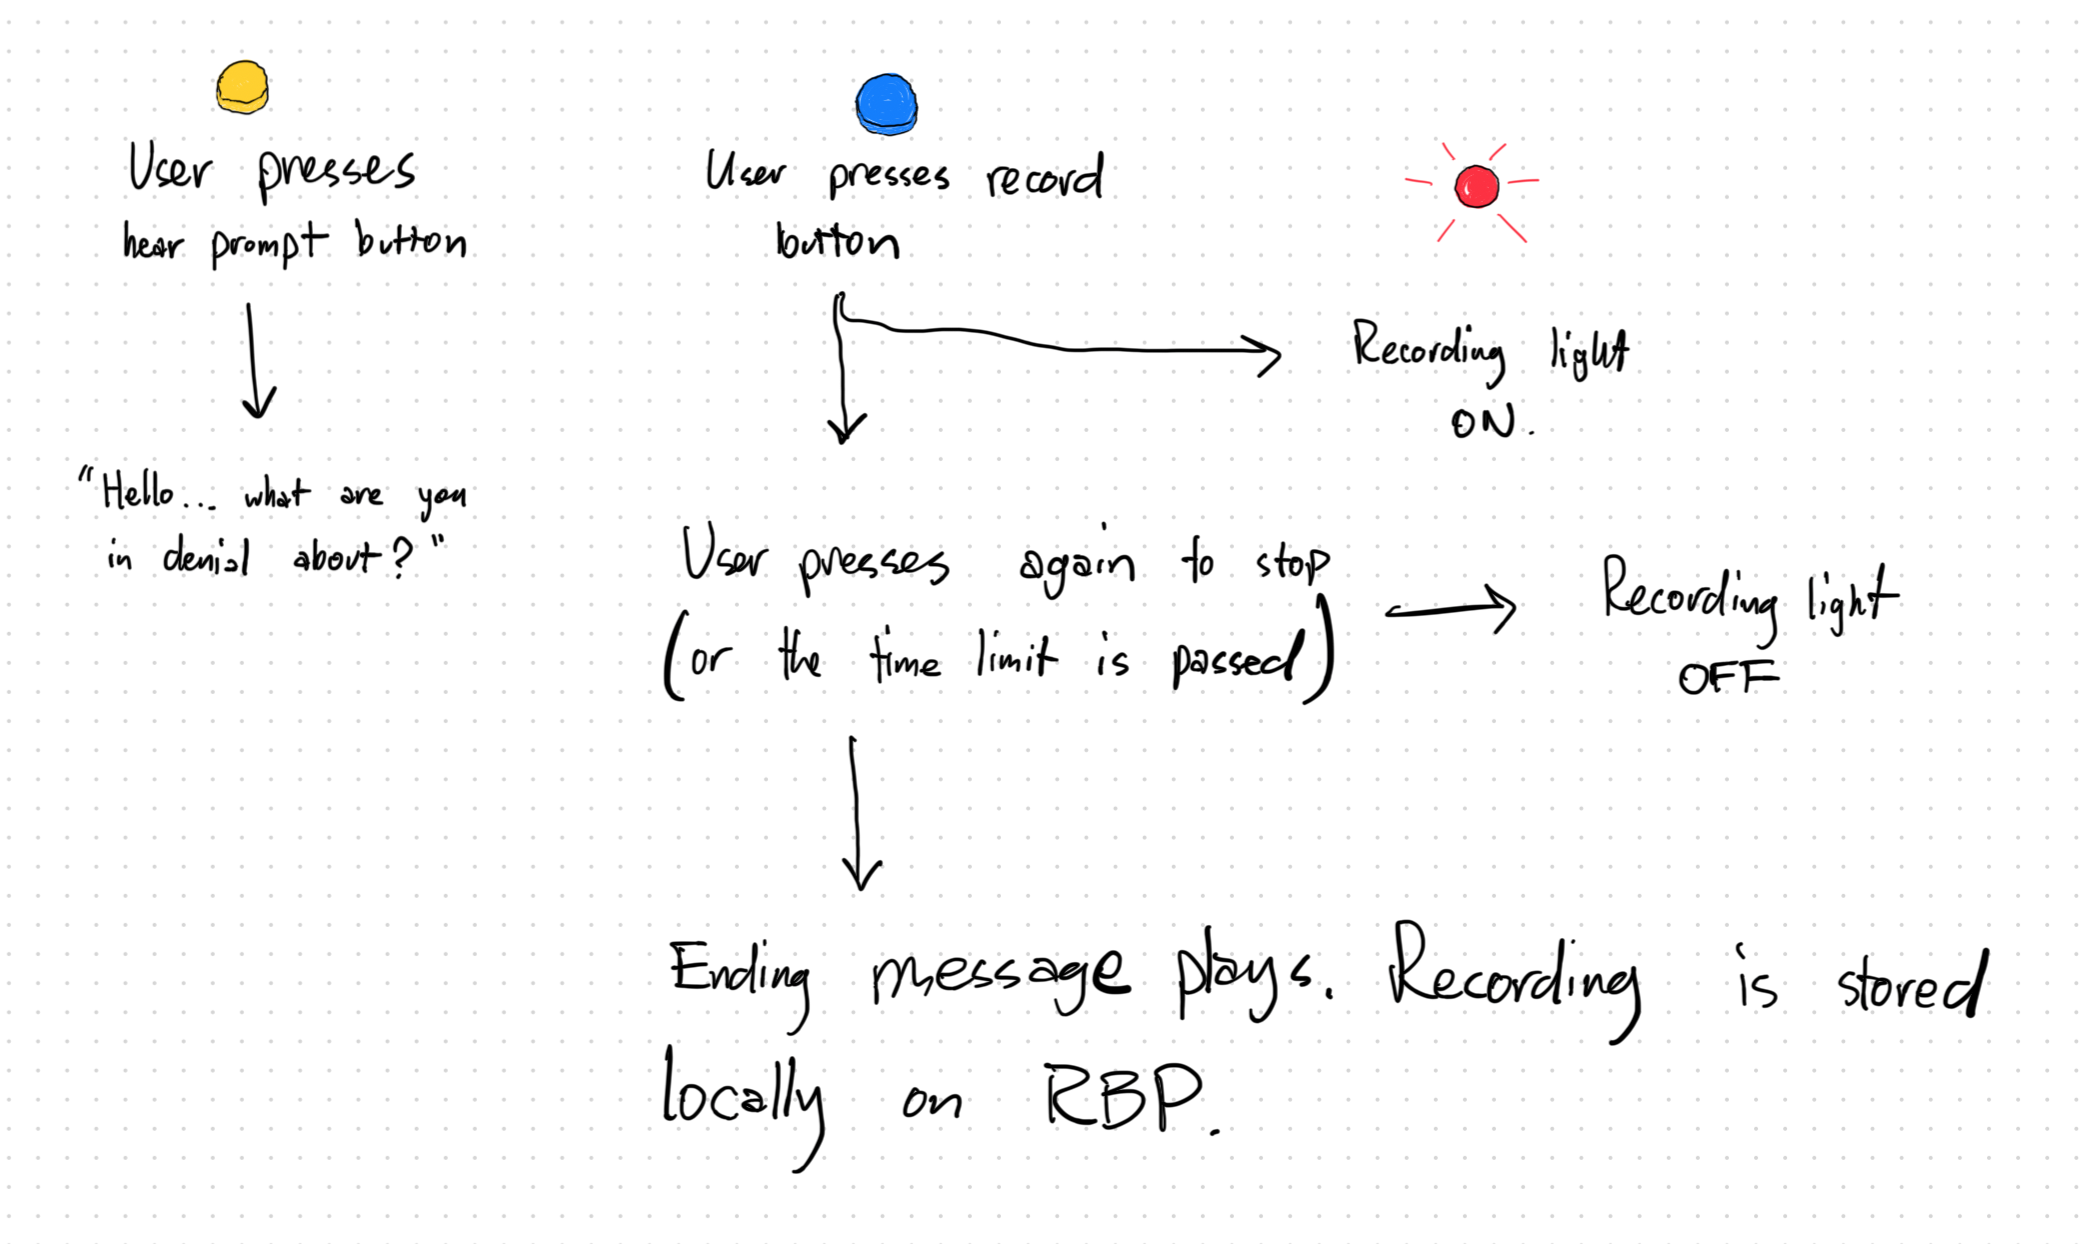 User presses
hear prompt button
"Hello... what are you
in denial about?"
User presses record
button
Recording light
ON.
User presses again to stop
(or the time limit is passed)
Recording light
OFF
Ending message plays. Recording is stored
locally on RBP.